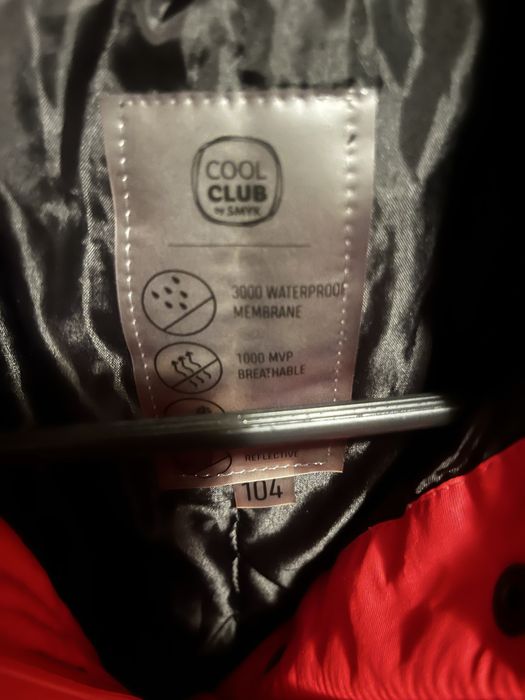 COOL
CLUB
by SMYK
3000 WATERPROOF
MEMBRANE
1000 MVP
BREATHABLE
REFLECTIVE
104